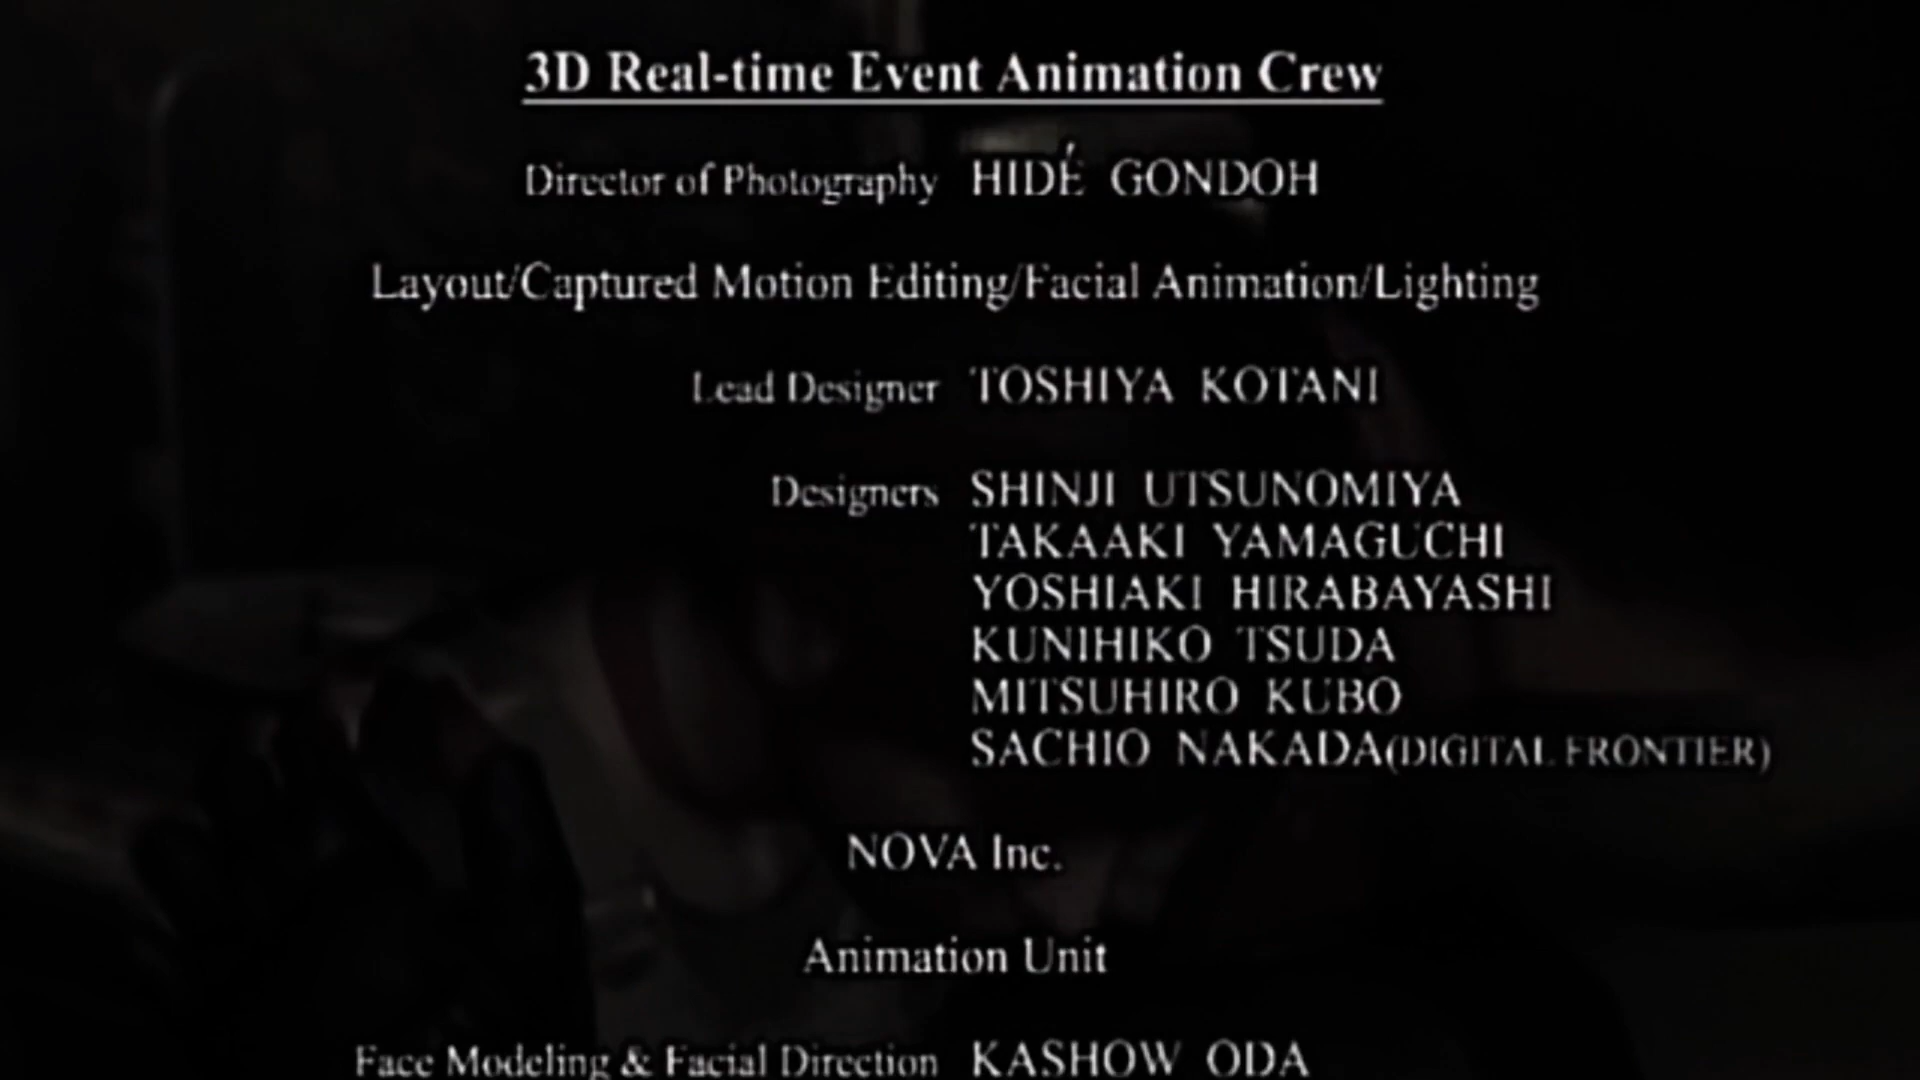 3D Real-time Event Animation Crew
Director of Photography HIDÉ GONDOH
Layout/Captured Motion Editing/Facial Animation/Lighting
Lead Designer TOSHIYA KOTANI
Designers SHINJI UTSUNOMIYA
TAKAAKI YAMAGUCHI
YOSHIAKI HIRABAYASHI
KUNIHIKO TSUDA
MITSUHIRO KUBO
SACHIO NAKADA(DIGITAL FRONTIER)
NOVA Inc.
Animation Unit
Face Modeling & Facial Direction KASHOW ODA